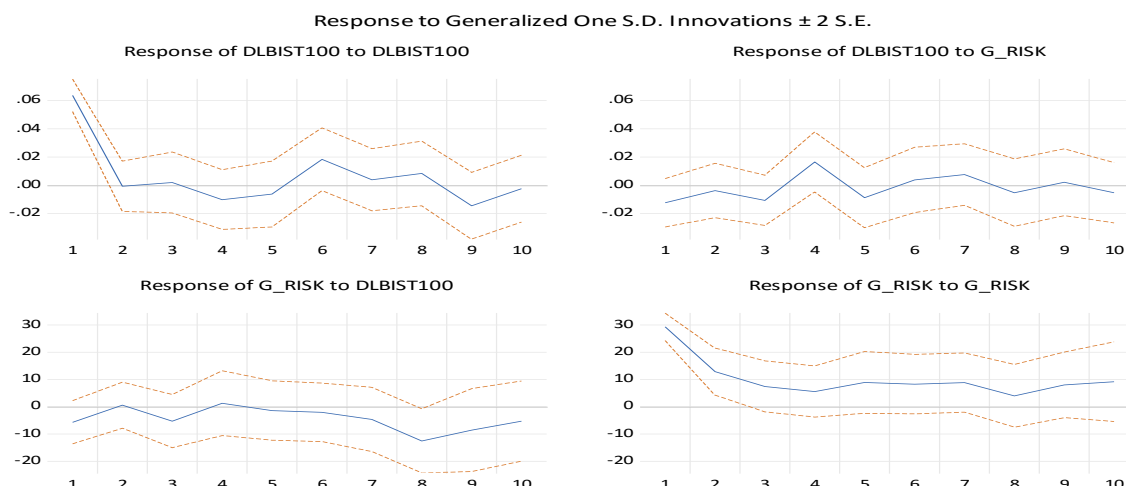 Response to Generalized One S.D. Innovations ± 2 S.E.
Response of DLBIST100 to DLBIST100
.06
.04
.02
.00
-.02
1 2 3 4 5 6 7 8 9 10
Response of DLBIST100 to G_RISK
.06
.04
.02
.00
-.02
1 2 3 4 5 6 7 8 9 10
Response of G_RISK to DLBIST100
30
20
10
0
-10
-20
1 2 3 4 5 6 7 8 9 10
Response of G_RISK to G_RISK
30
20
10
0
-10
-20
1 2 3 4 5 6 7 8 9 10